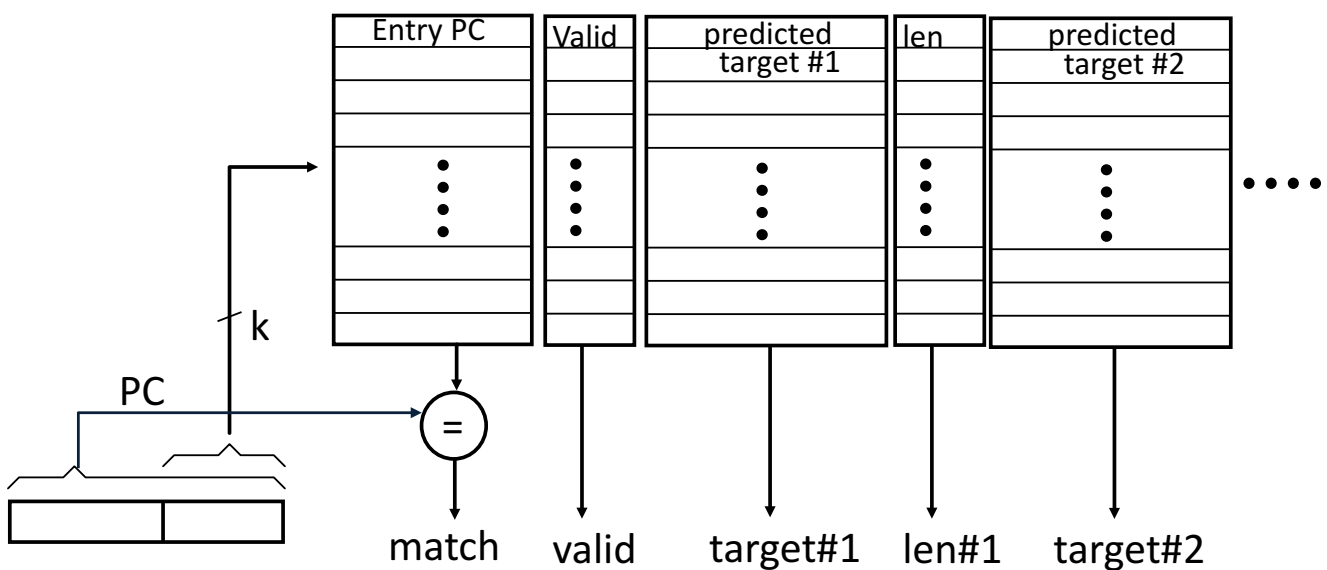 Entry PC
Valid
predicted
target #1
len
predicted
target #2
k
PC
=
match
valid
target#1
len#1
target#2